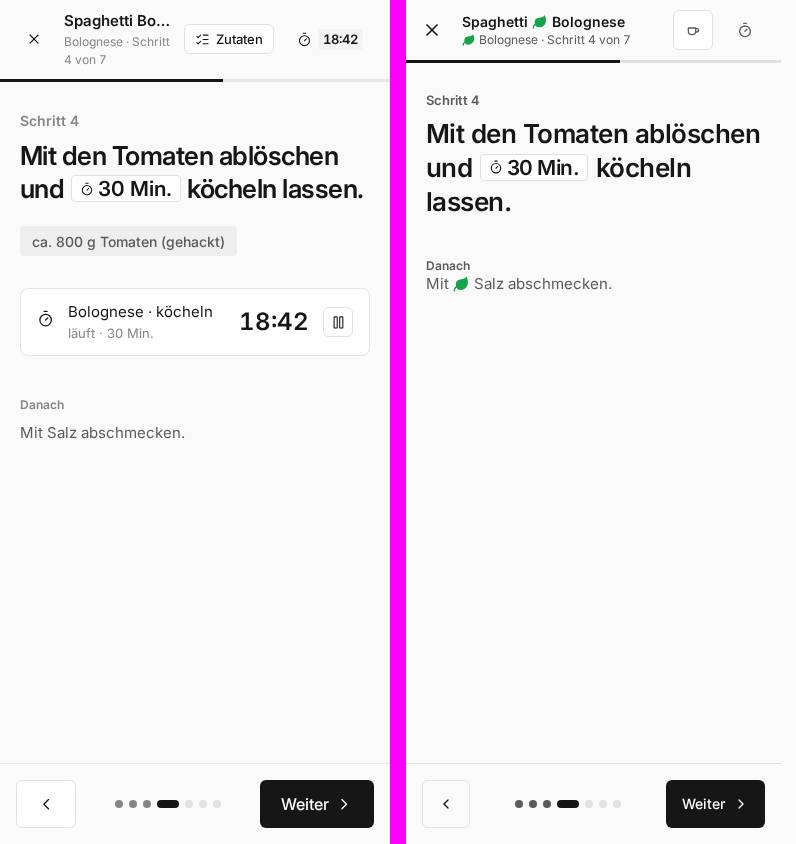 Spaghetti Bo...
Bolognese · Schritt
4 von 7
Zutaten
18:42
Schritt 4
Mit den Tomaten ablöschen
und 30 Min. köcheln lassen.
ca. 800 g Tomaten (gehackt)
Bolognese · köcheln
läuft · 30 Min.
18:42
Danach
Mit Salz abschmecken.
Weiter
Spaghetti Bolognese
Bolognese · Schritt 4 von 7
Schritt 4
Mit den Tomaten ablöschen
und 30 Min. köcheln
lassen.
Danach
Mit Salz abschmecken.
Weiter